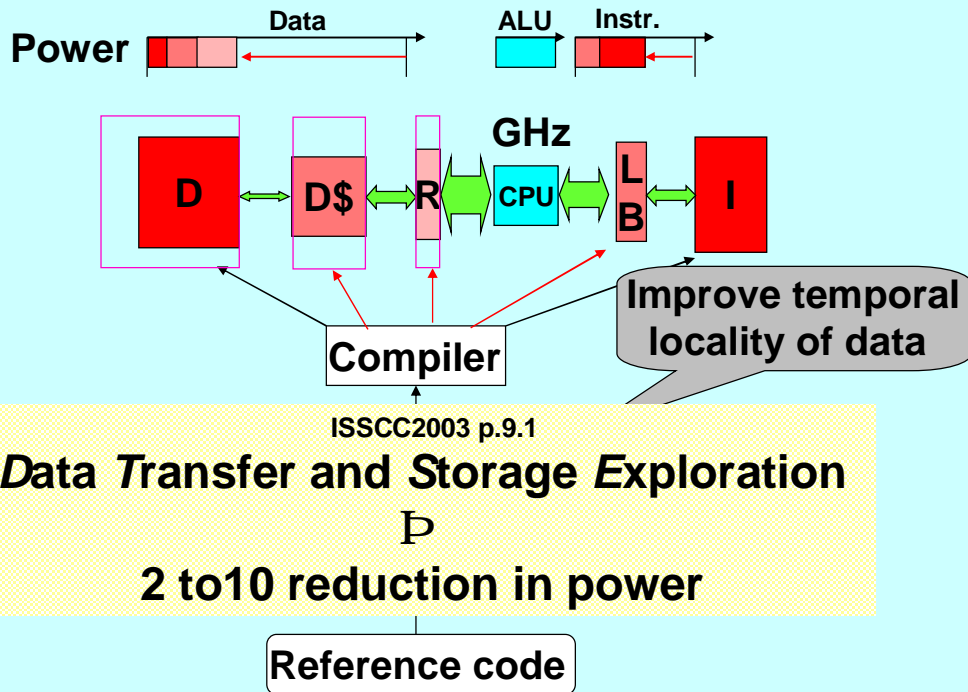 Data
ALU
Instr.
Power
GHz
D
D$
R
CPU
L
B
I
Improve temporal
locality of data
Compiler
ISSCC2003 p.9.1
Data Transfer and Storage Exploration
Þ
2 to10 reduction in power
Reference code